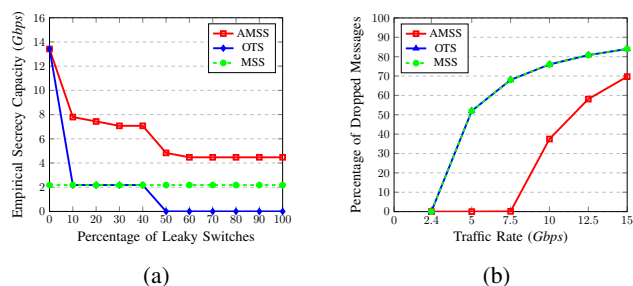 Empirical Secrecy Capacity (Gbps)
16
14
12
10
8
6
4
2
0
AMSS
OTS
MSS
0 10 20 30 40 50 60 70 80 90 100
Percentage of Leaky Switches
(a)
Percentage of Dropped Messages
100
90
80
70
60
50
40
30
20
10
0
AMSS
OTS
MSS
2.4 5 7.5 10 12.5 15
Traffic Rate (Gbps)
(b)